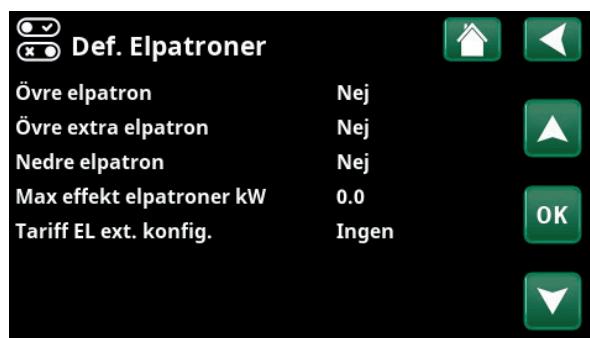 Def. Elpatroner
Övre elpatron Nej
Övre extra elpatron Nej
Nedre elpatron Nej
Max effekt elpatroner kW 0.0
Tariff EL ext. konfig. Ingen
OK